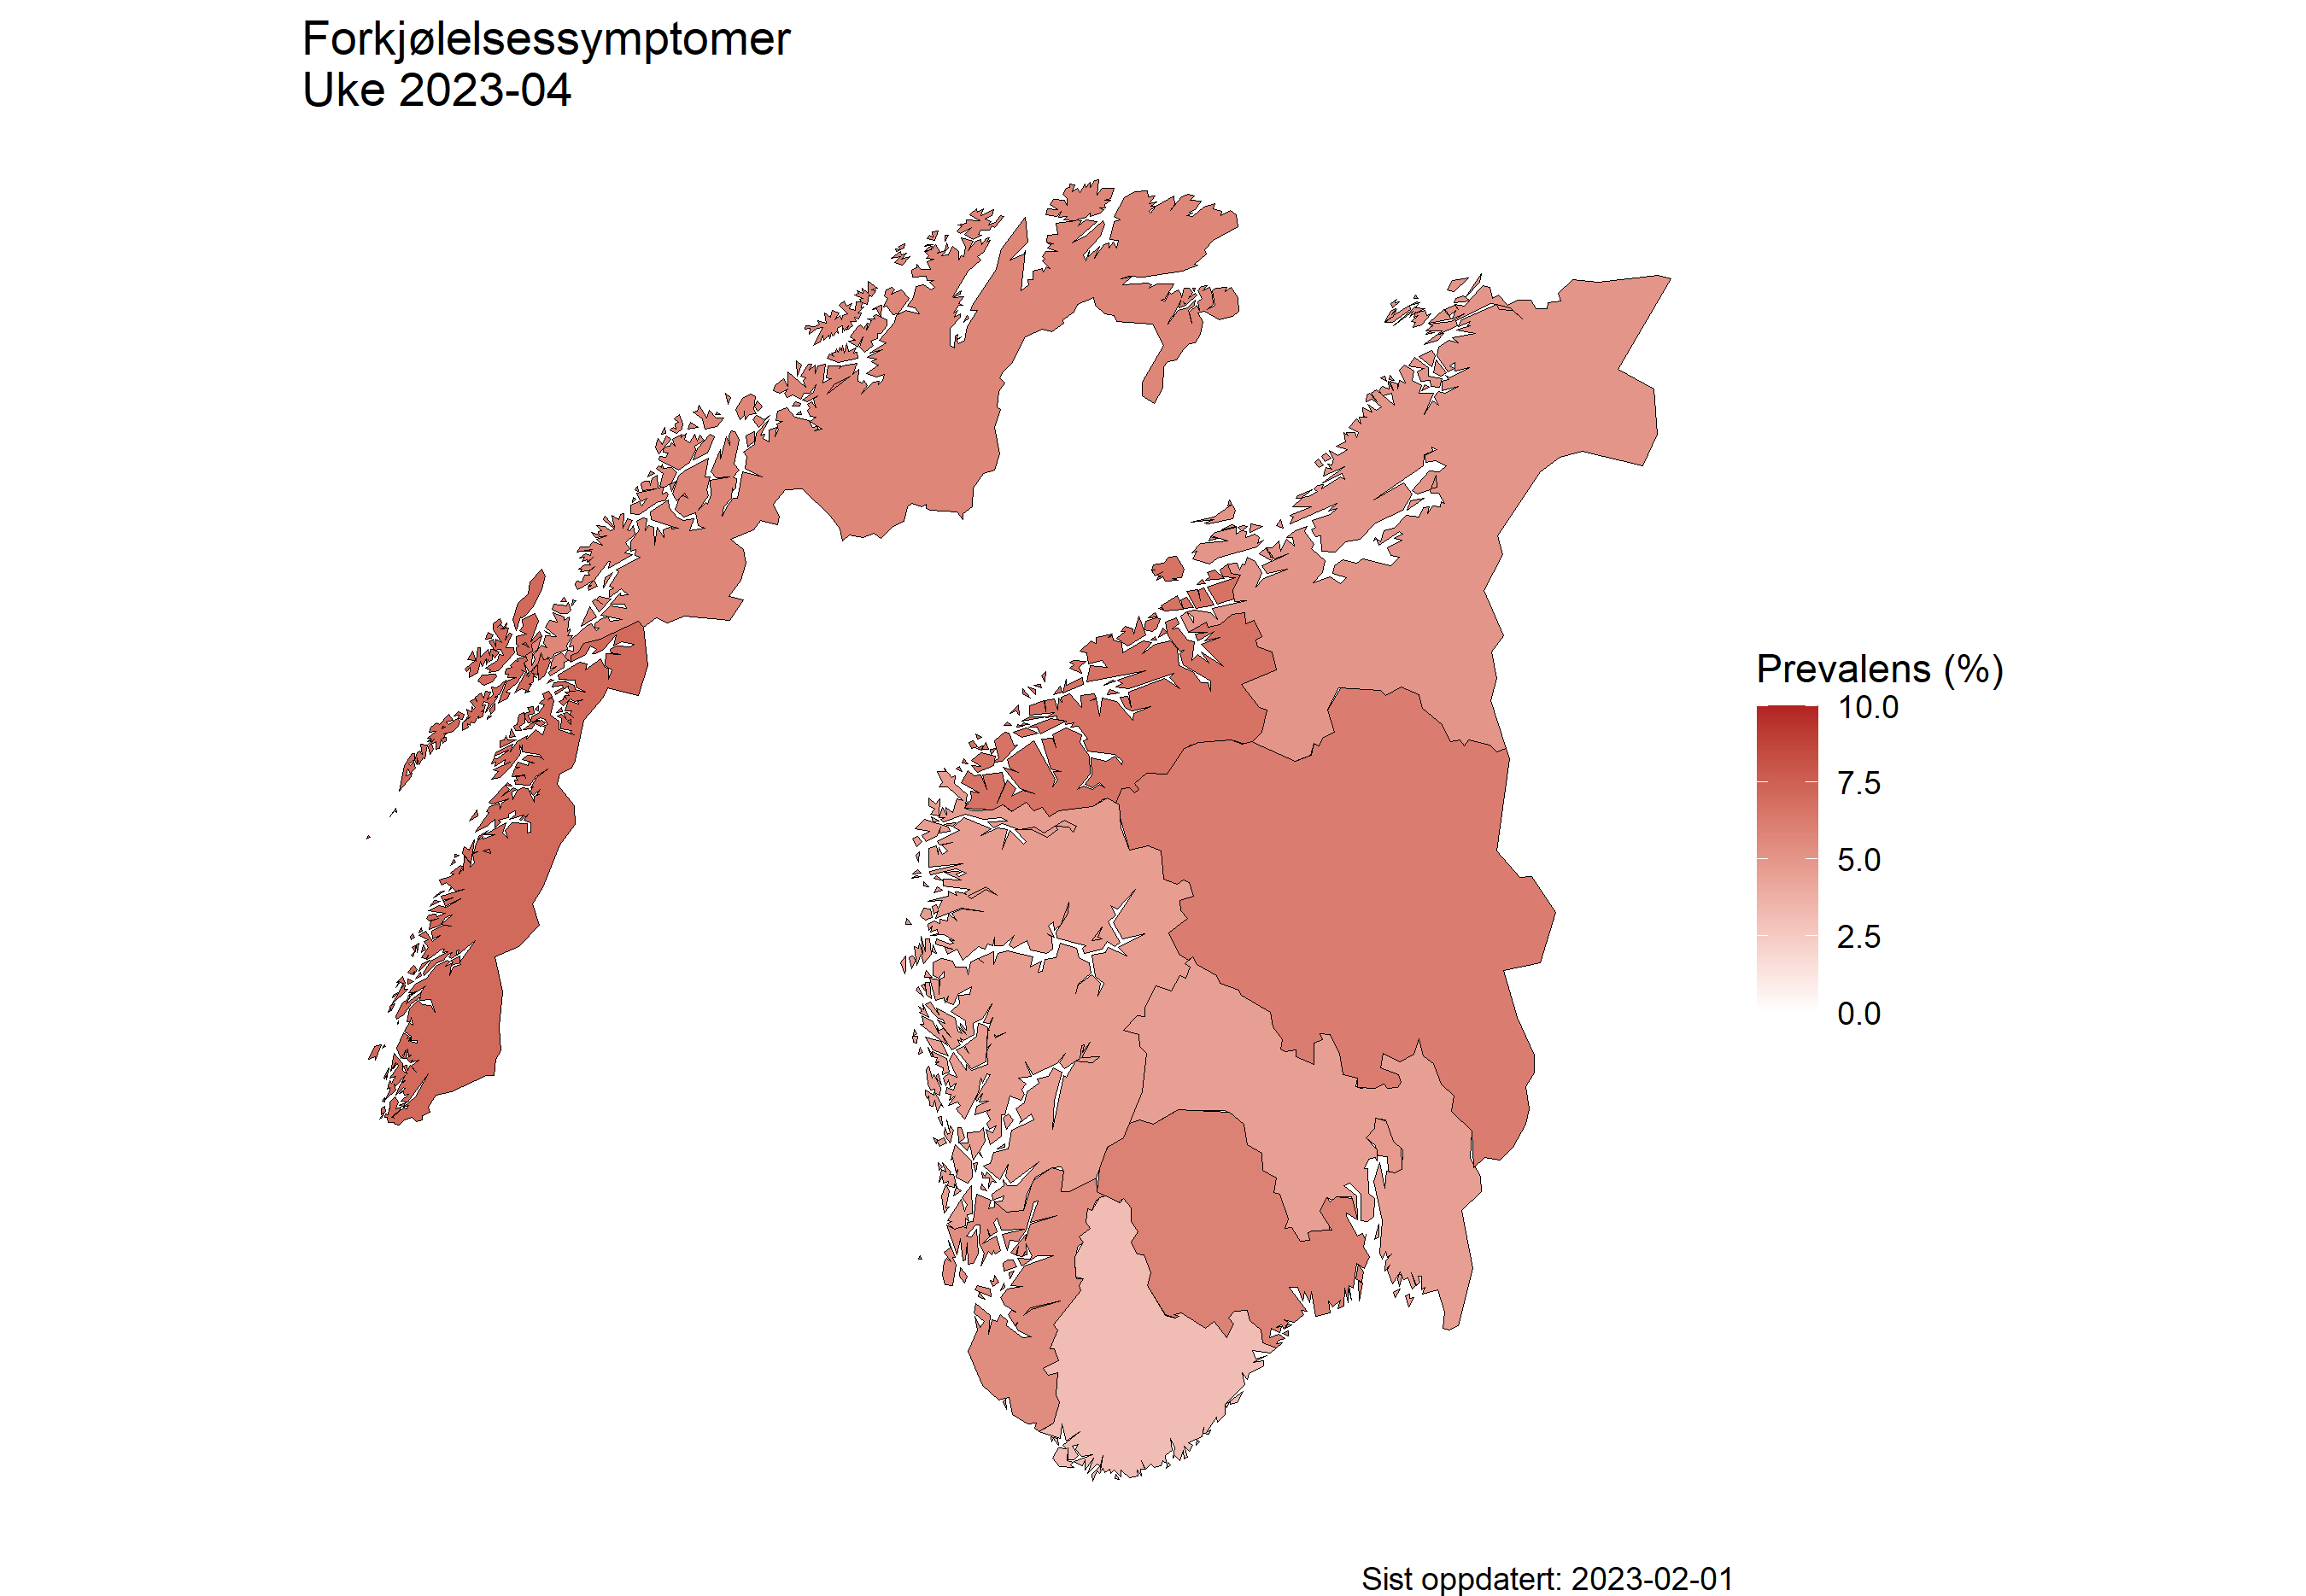 Forkjølelsessymptomer
Uke 2023-04
Prevalens (%)
10.0
7.5
5.0
2.5
0.0
Sist oppdatert: 2023-02-01